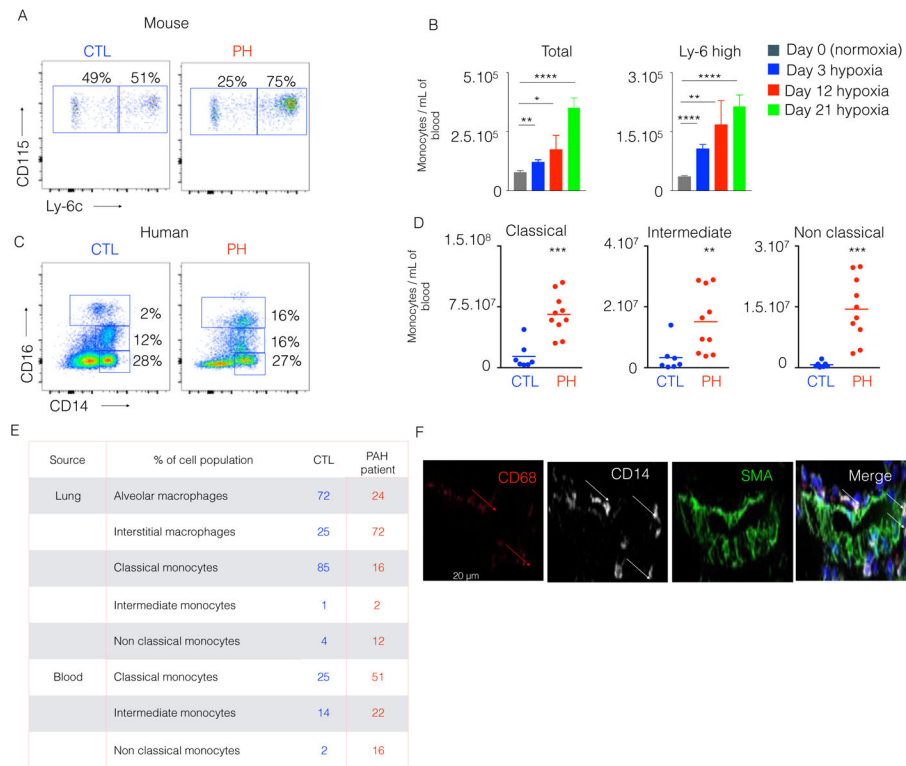 A
Mouse
CTL
PH
49%
51%
25%
75%
CD115
Ly-6c
B
Total
Ly-6 high
5.10⁵
2.5.10⁵
0
3.10⁵
1.5.10⁵
0
Monocytes / mL of
blood
****
*
**
****
**
****
Day 0 (normoxia)
Day 3 hypoxia
Day 12 hypoxia
Day 21 hypoxia
C
Human
CTL
PH
2%
12%
28%
16%
16%
27%
CD16
CD14
D
Classical
Intermediate
Non classical
Monocytes / mL of
blood
1.5.10⁸
7.5.10⁷
0
4.10⁷
2.10⁷
0
3.10⁷
1.5.10⁷
0
***
**
***
CTL PH
CTL PH
CTL PH
E
Source % of cell population CTL PAH patient
Lung Alveolar macrophages 72 24
Interstitial macrophages 25 72
Classical monocytes 85 16
Intermediate monocytes 1 2
Non classical monocytes 4 12
Blood Classical monocytes 25 51
Intermediate monocytes 14 22
Non classical monocytes 2 16
F
CD68
CD14
SMA
Merge
20 µm